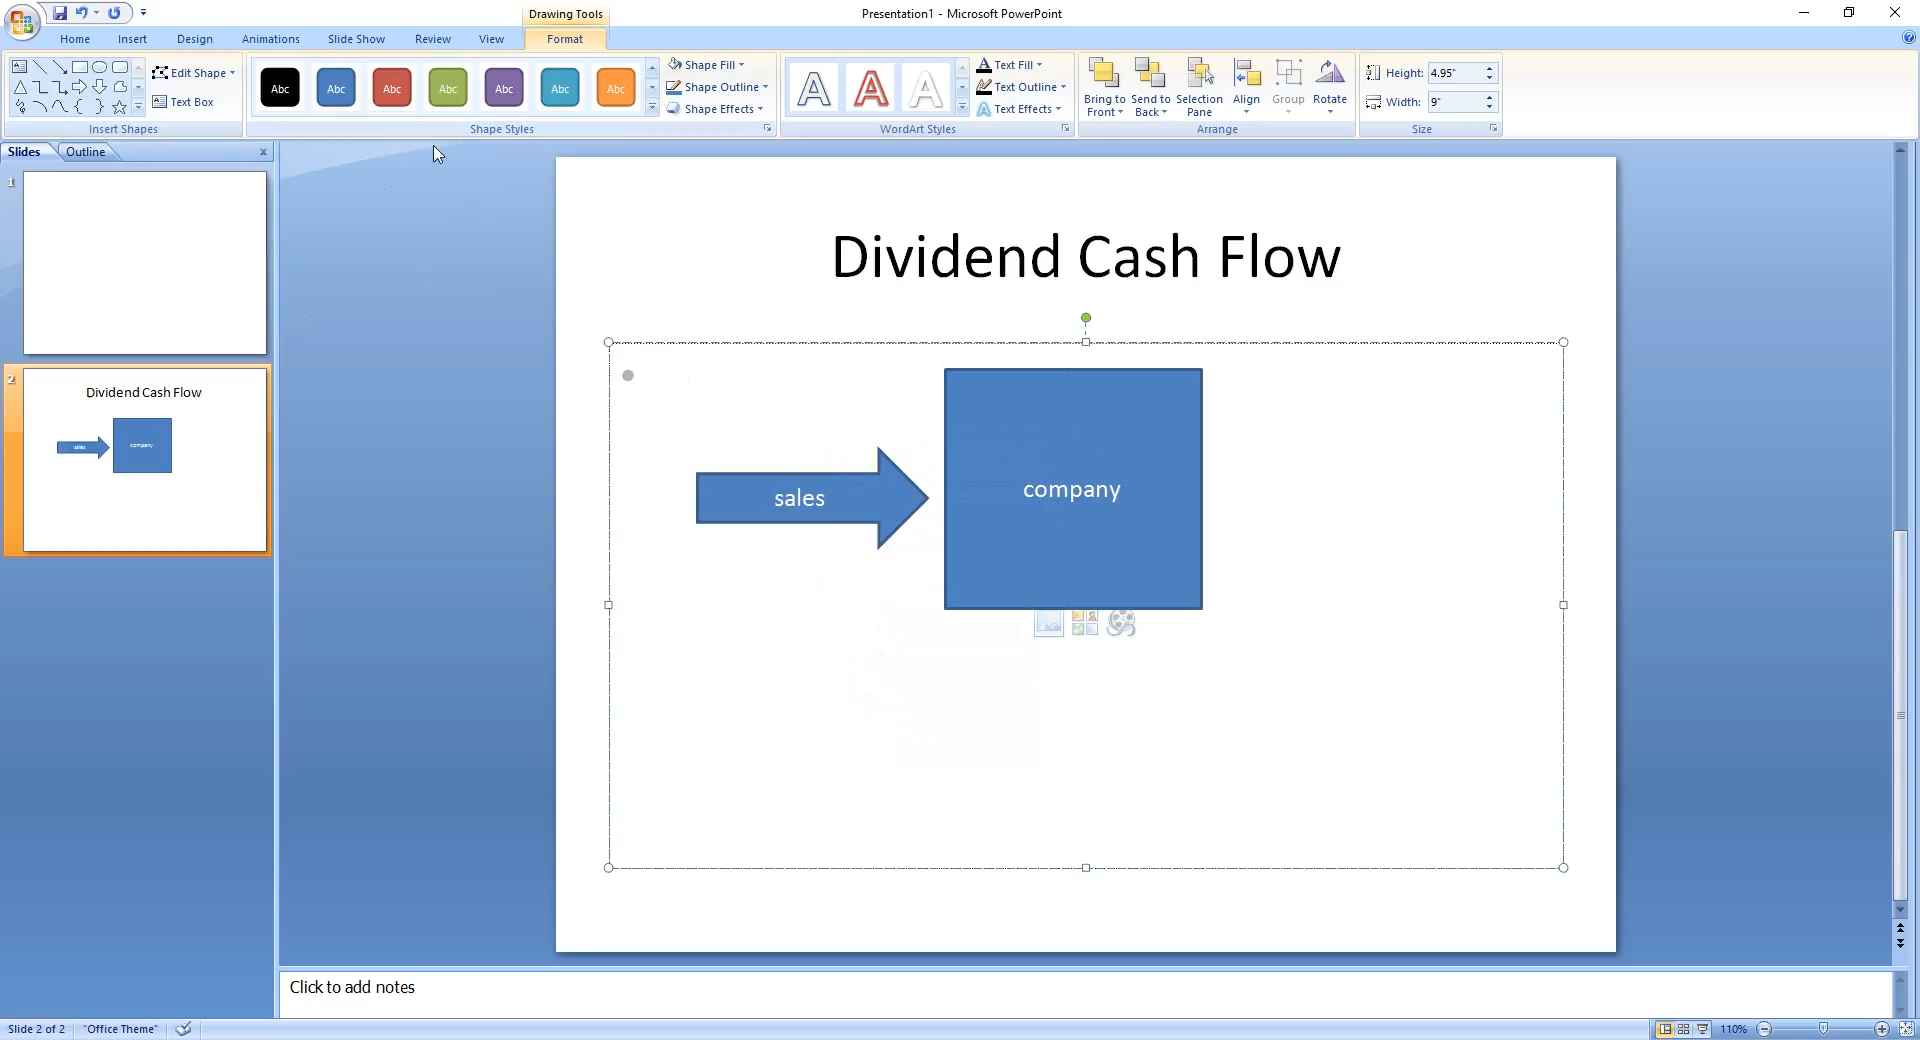 Drawing Tools
Presentation1 - Microsoft PowerPoint
Home Insert Design Animations Slide Show Review View Format
Edit Shape
Text Box
Insert Shapes
Abc Abc Abc Abc Abc Abc Abc
Shape Fill
Shape Outline
Shape Effects
Shape Styles
A A A
Text Fill
Text Outline
Text Effects
WordArt Styles
Bring to Front
Send to Back
Selection Pane
Align
Group
Rotate
Arrange
Height: 4.95"
Width: 9"
Size
Slides Outline
1
2
Dividend Cash Flow
sales
company
Dividend Cash Flow
sales
company
Click to add notes
Slide 2 of 2
"Office Theme"
110%